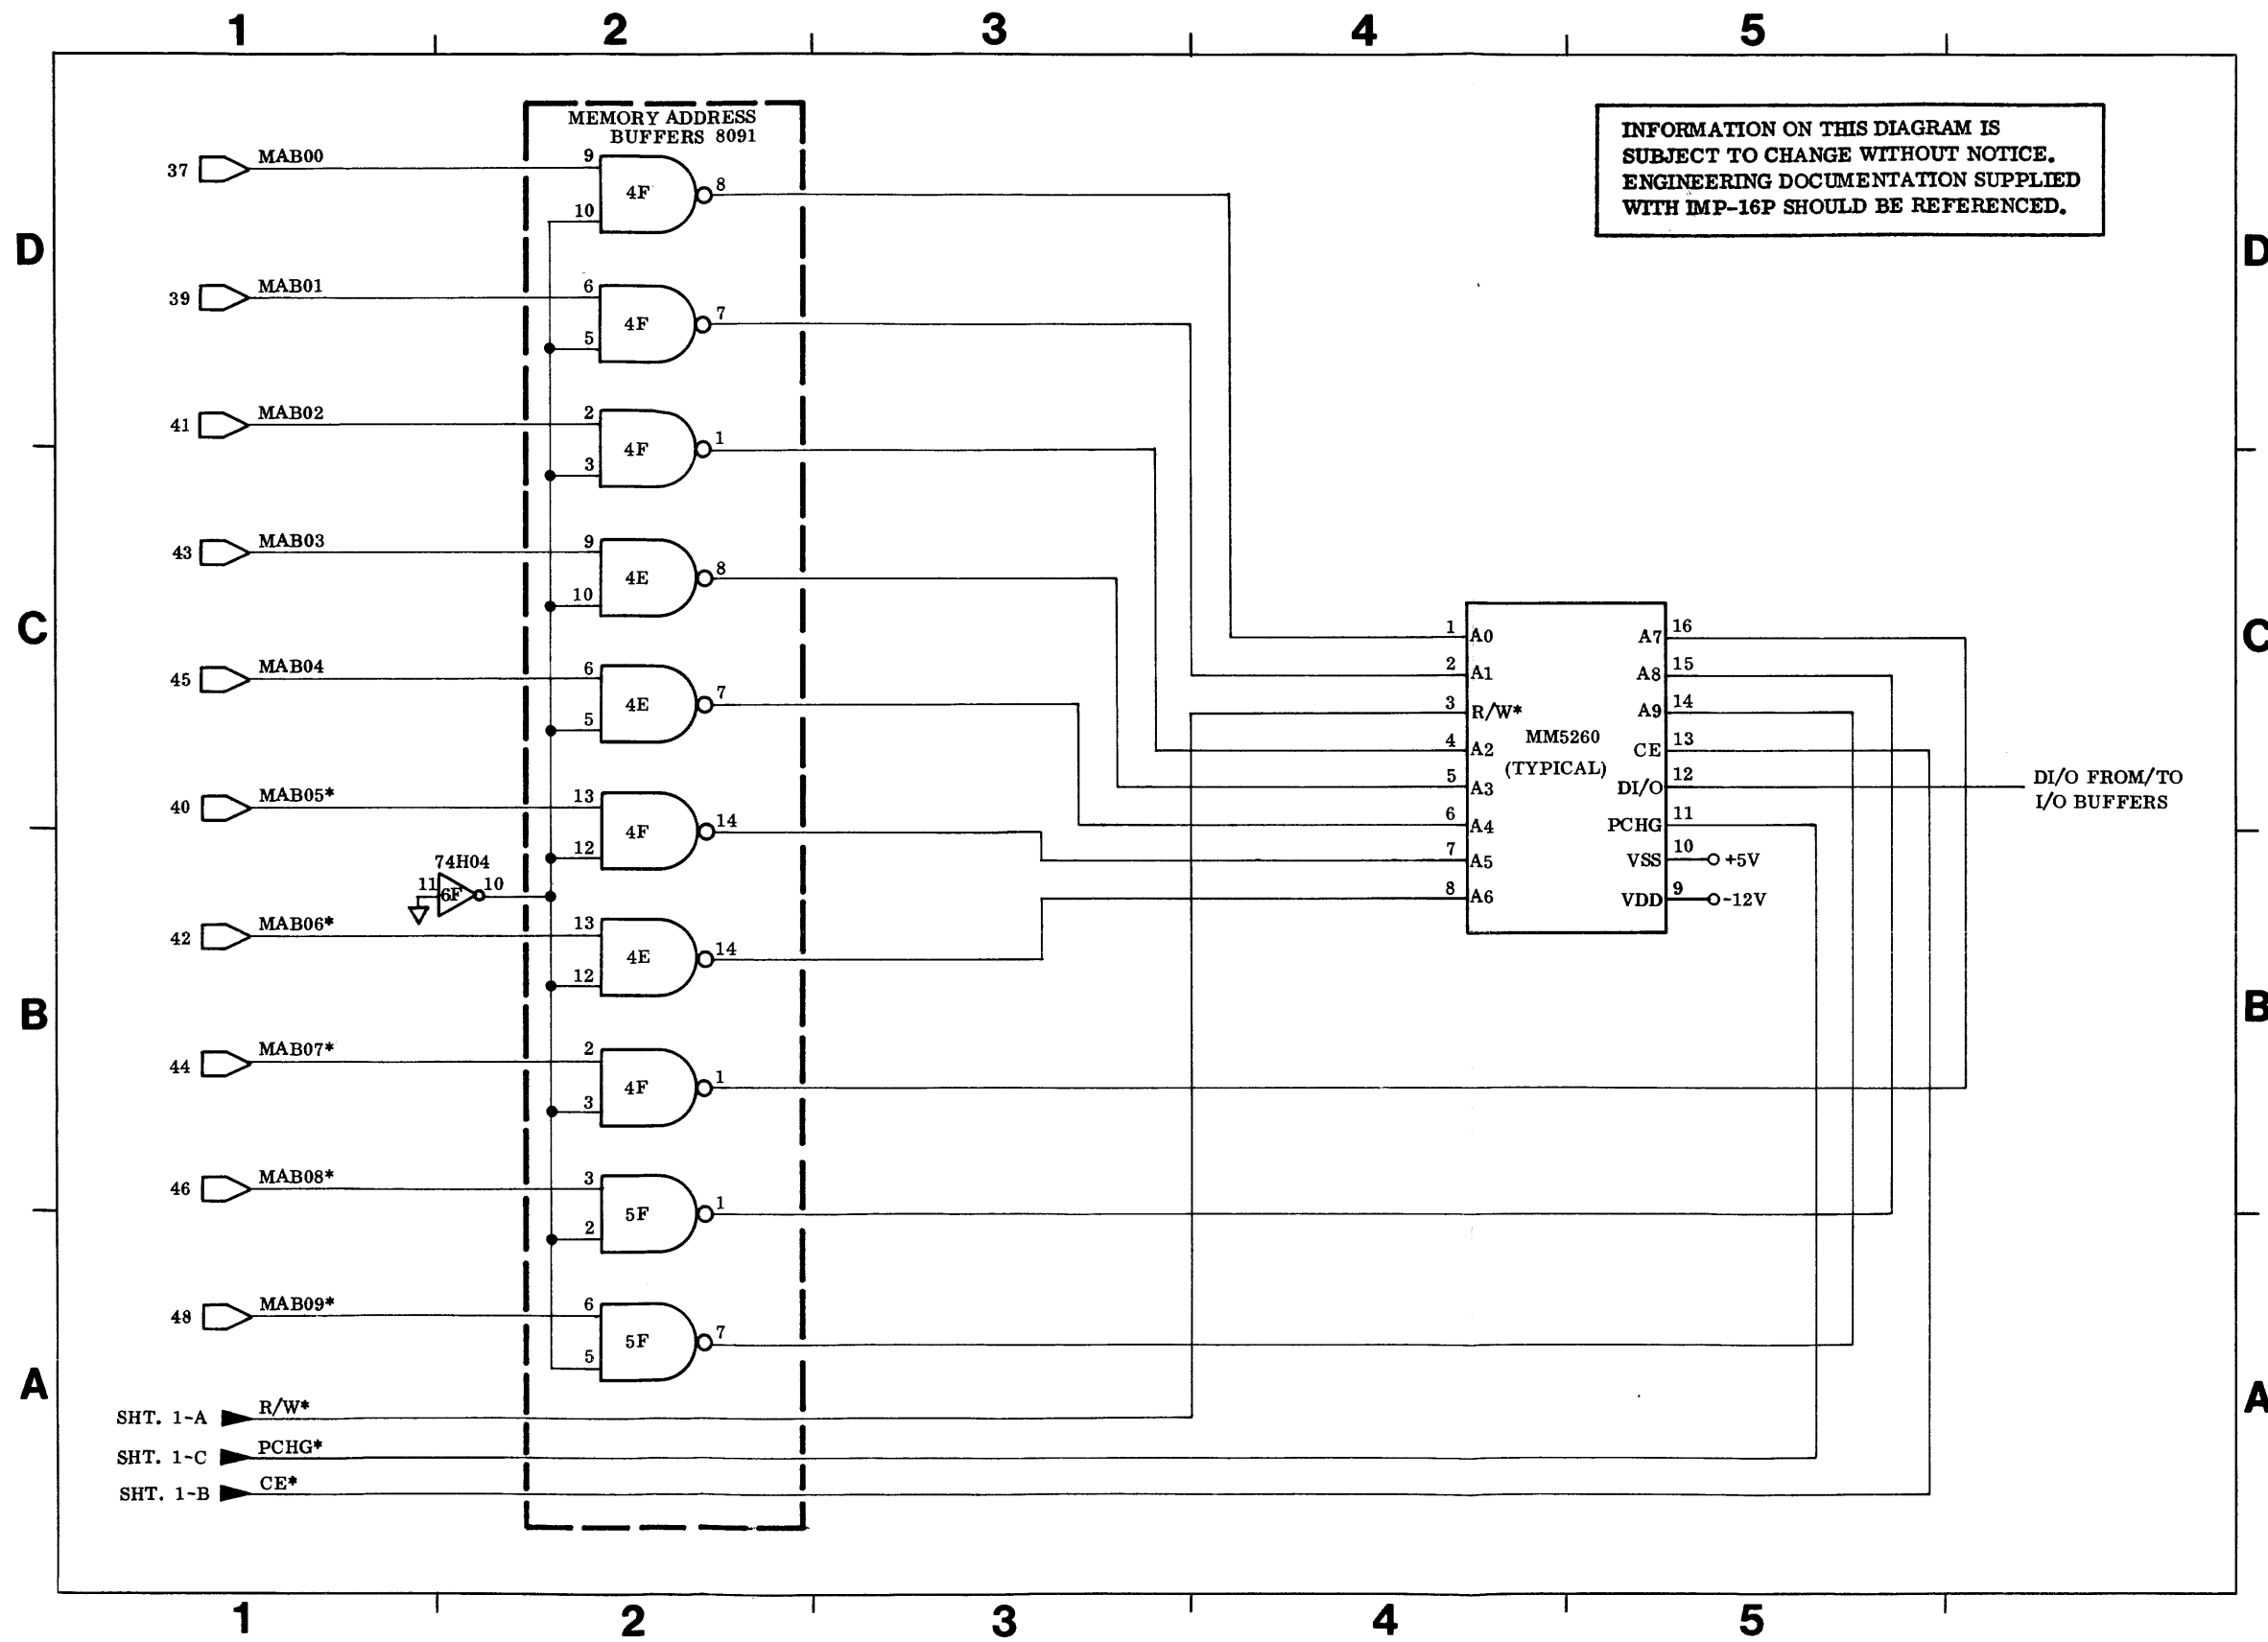 1 2 3 4 5
MEMORY ADDRESS
BUFFERS 8091
INFORMATION ON THIS DIAGRAM IS
SUBJECT TO CHANGE WITHOUT NOTICE.
ENGINEERING DOCUMENTATION SUPPLIED
WITH IMP-16P SHOULD BE REFERENCED.
37 MAB00 9 10 4F 8
D D
39 MAB01 6 5 4F 7
41 MAB02 2 3 4F 1
43 MAB03 9 10 4E 8
C C
45 MAB04 6 5 4E 7
40 MAB05* 13 12 4F 14
74H04
11 6F 10
42 MAB06* 13 12 4E 14
B B
44 MAB07* 2 3 4F 1
46 MAB08* 3 2 5F 1
48 MAB09* 6 5 5F 7
A A
SHT. 1-A R/W*
SHT. 1-C PCHG*
SHT. 1-B CE*
1 A0
2 A1
3 R/W*
4 A2
5 A3
6 A4
7 A5
8 A6
MM5260
(TYPICAL)
A7 16
A8 15
A9 14
CE 13
DI/O 12
PCHG 11
VSS 10 +5V
VDD 9 -12V
DI/O FROM/TO
I/O BUFFERS
1 2 3 4 5